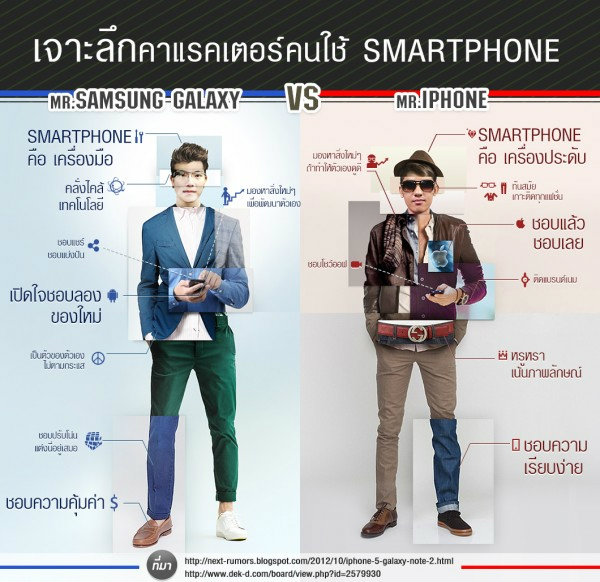 เจาะลึกคาแรคเตอร์คนใช้ SMARTPHONE
MR.SAMSUNG-GALAXY VS MR.IPHONE
SMARTPHONE
คือ เครื่องมือ
คลั่งไคล้
เทคโนโลยี
มองหาสิ่งใหม่ๆ
เพื่อพัฒนาตัวเอง
ชอบแชร์
ชอบแบ่งปัน
เปิดใจชอบลอง
ของใหม่
เป็นตัวของตัวเอง
ไม่ตามกระแส
ชอบปรับโน่น
แต่งนี่อยู่เสมอ
ชอบความคุ้มค่า $
มองหาสิ่งใหม่ๆ
ถ้าทำให้ตัวเองดูดี
SMARTPHONE
คือ เครื่องประดับ
ทันสมัย
เกาะติดทุกแฟชั่น
ชอบแล้ว
ชอบเลย
ชอบโชว์ออฟ
ติดแบรนด์เนม
หรูหรา
เน้นภาพลักษณ์
ชอบความ
เรียบง่าย
ที่มา
http://next-rumors.blogspot.com/2012/10/iphone-5-galaxy-note-2.html
http://www.dek-d.com/board/view.php?id=2579930